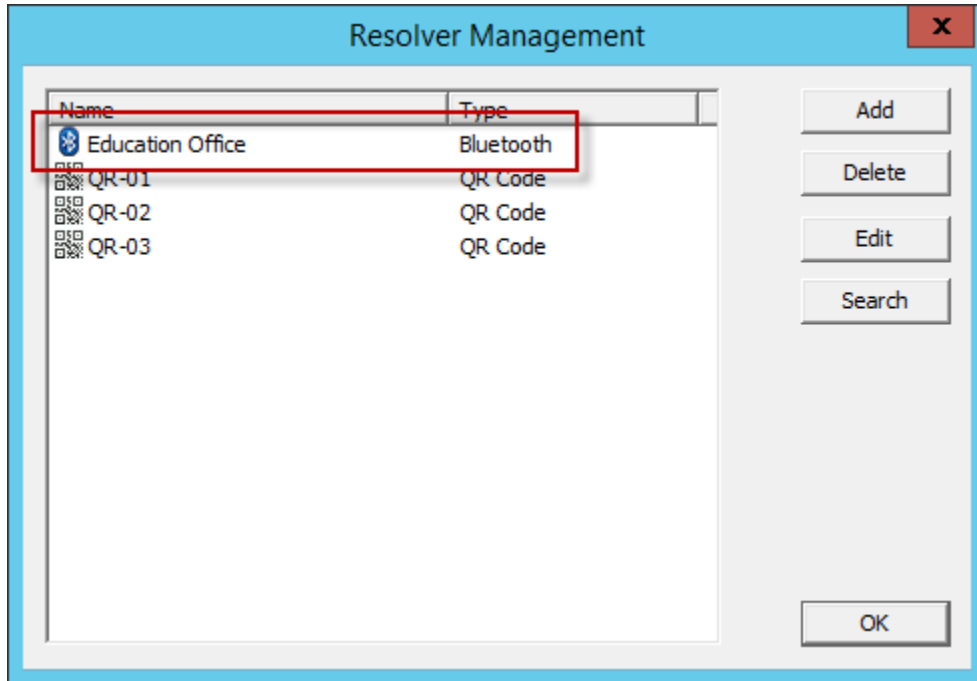 Resolver Management
x
Name Type
Education Office Bluetooth
QR-01 QR Code
QR-02 QR Code
QR-03 QR Code
Add
Delete
Edit
Search
OK